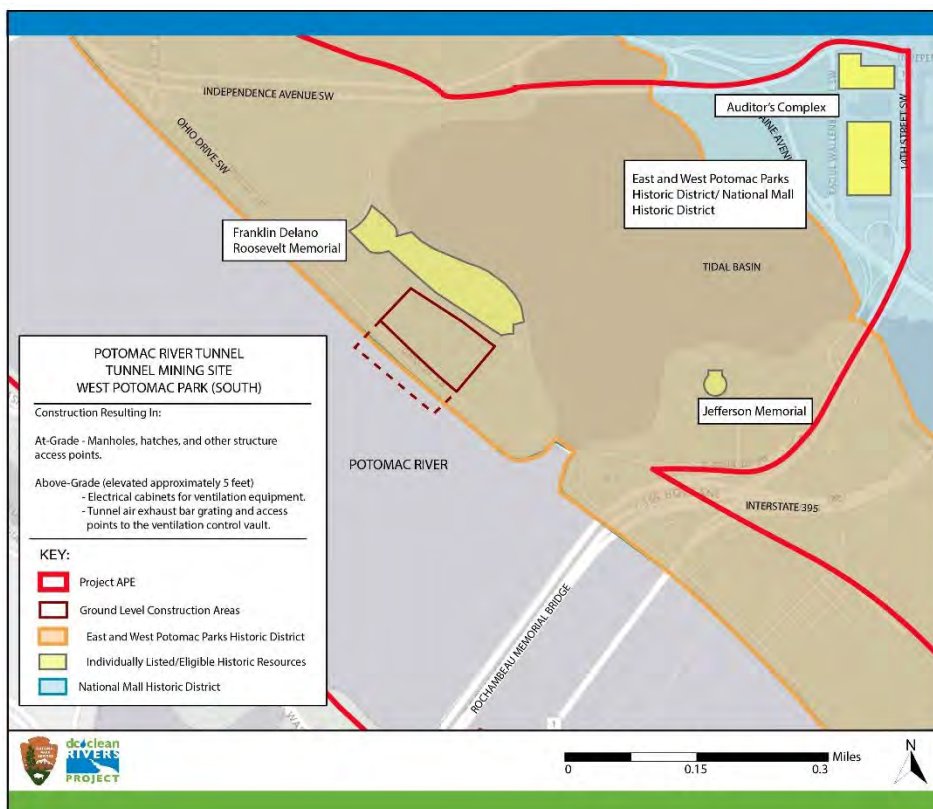 INDEPENDENCE AVENUE SW
OHIO DRIVE SW
Auditor's Complex
14TH STREET SW
East and West Potomac Parks
Historic District/ National Mall
Historic District
Franklin Delano
Roosevelt Memorial
TIDAL BASIN
Jefferson Memorial
POTOMAC RIVER
INTERSTATE 395
ROCHAMBEAU MEMORIAL BRIDGE
1
POTOMAC RIVER TUNNEL
TUNNEL MINING SITE
WEST POTOMAC PARK (SOUTH)
Construction Resulting In:
At-Grade - Manholes, hatches, and other structure
access points.
Above-Grade (elevated approximately 5 feet)
- Electrical cabinets for ventilation equipment.
- Tunnel air exhaust bar grating and access
points to the ventilation control vault.
KEY:
Project APE
Ground Level Construction Areas
East and West Potomac Parks Historic District
Individually Listed/Eligible Historic Resources
National Mall Historic District
dc clean
RIVERS
PROJECT
0 0.15 0.3 Miles
N